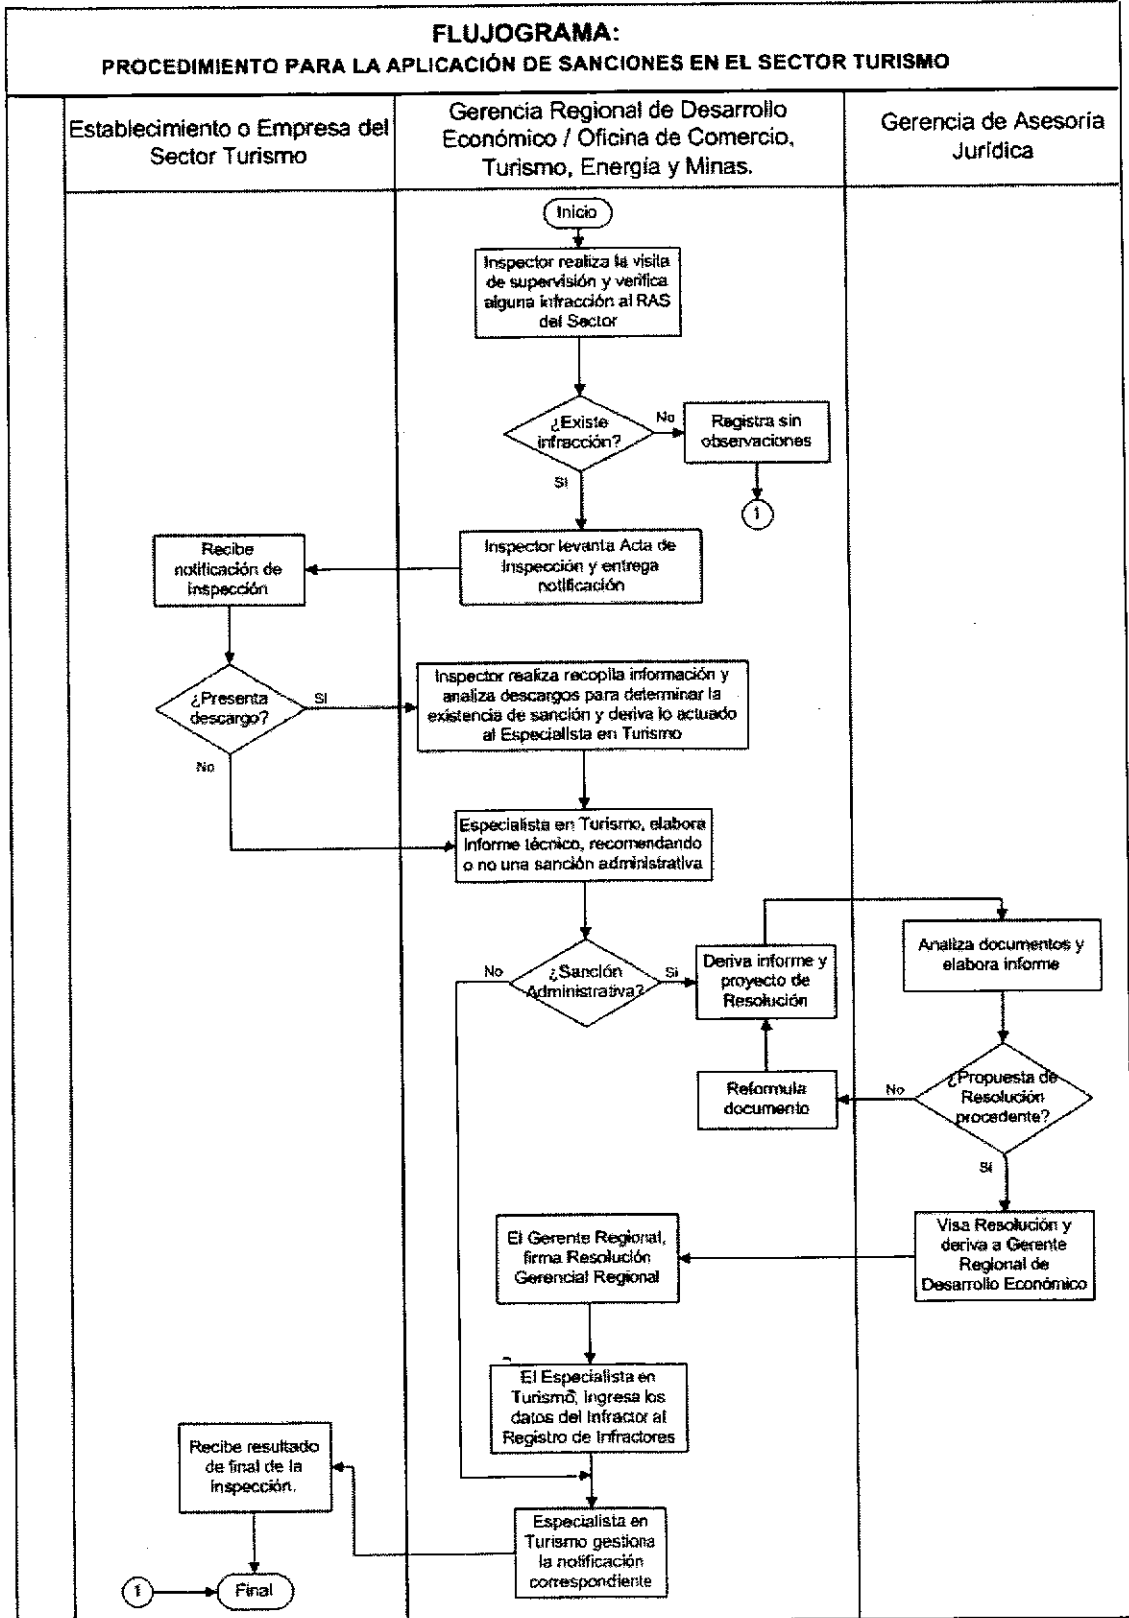 FLUJOGRAMA:
PROCEDIMIENTO PARA LA APLICACIÓN DE SANCIONES EN EL SECTOR TURISMO
Establecimiento o Empresa del
Sector Turismo
Gerencia Regional de Desarrollo
Económico / Oficina de Comercio,
Turismo, Energía y Minas.
Gerencia de Asesoría
Jurídica
Inicio
Inspector realiza la visita
de supervisión y verifica
alguna infracción al RAS
del Sector
¿Existe
infracción?
No
Registra sin
observaciones
SI
1
Recibe
notificación de
Inspección
Inspector levanta Acta de
Inspección y entrega
notificación
¿Presenta
descargo?
SI
Inspector realiza recopila información y
analiza descargos para determinar la
existencia de sanción y deriva lo actuado
al Especialista en Turismo
No
Especialista en Turismo, elabora
Informe técnico, recomendando
o no una sanción administrativa
No
¿Sanción
Administrativa?
Si
Deriva informe y
proyecto de
Resolución
Analiza documentos y
elabora informe
Reformula
documento
No
¿Propuesta de
Resolución
procedente?
Si
El Gerente Regional,
firma Resolución
Gerencial Regional
Visa Resolución y
deriva a Gerente
Regional de
Desarrollo Económico
El Especialista en
Turismo, ingresa los
datos del Infractor al
Registro de Infractores
Recibe resultado
de final de la
Inspección.
Especialista en
Turismo gestiona
la notificación
correspondiente
1
Final